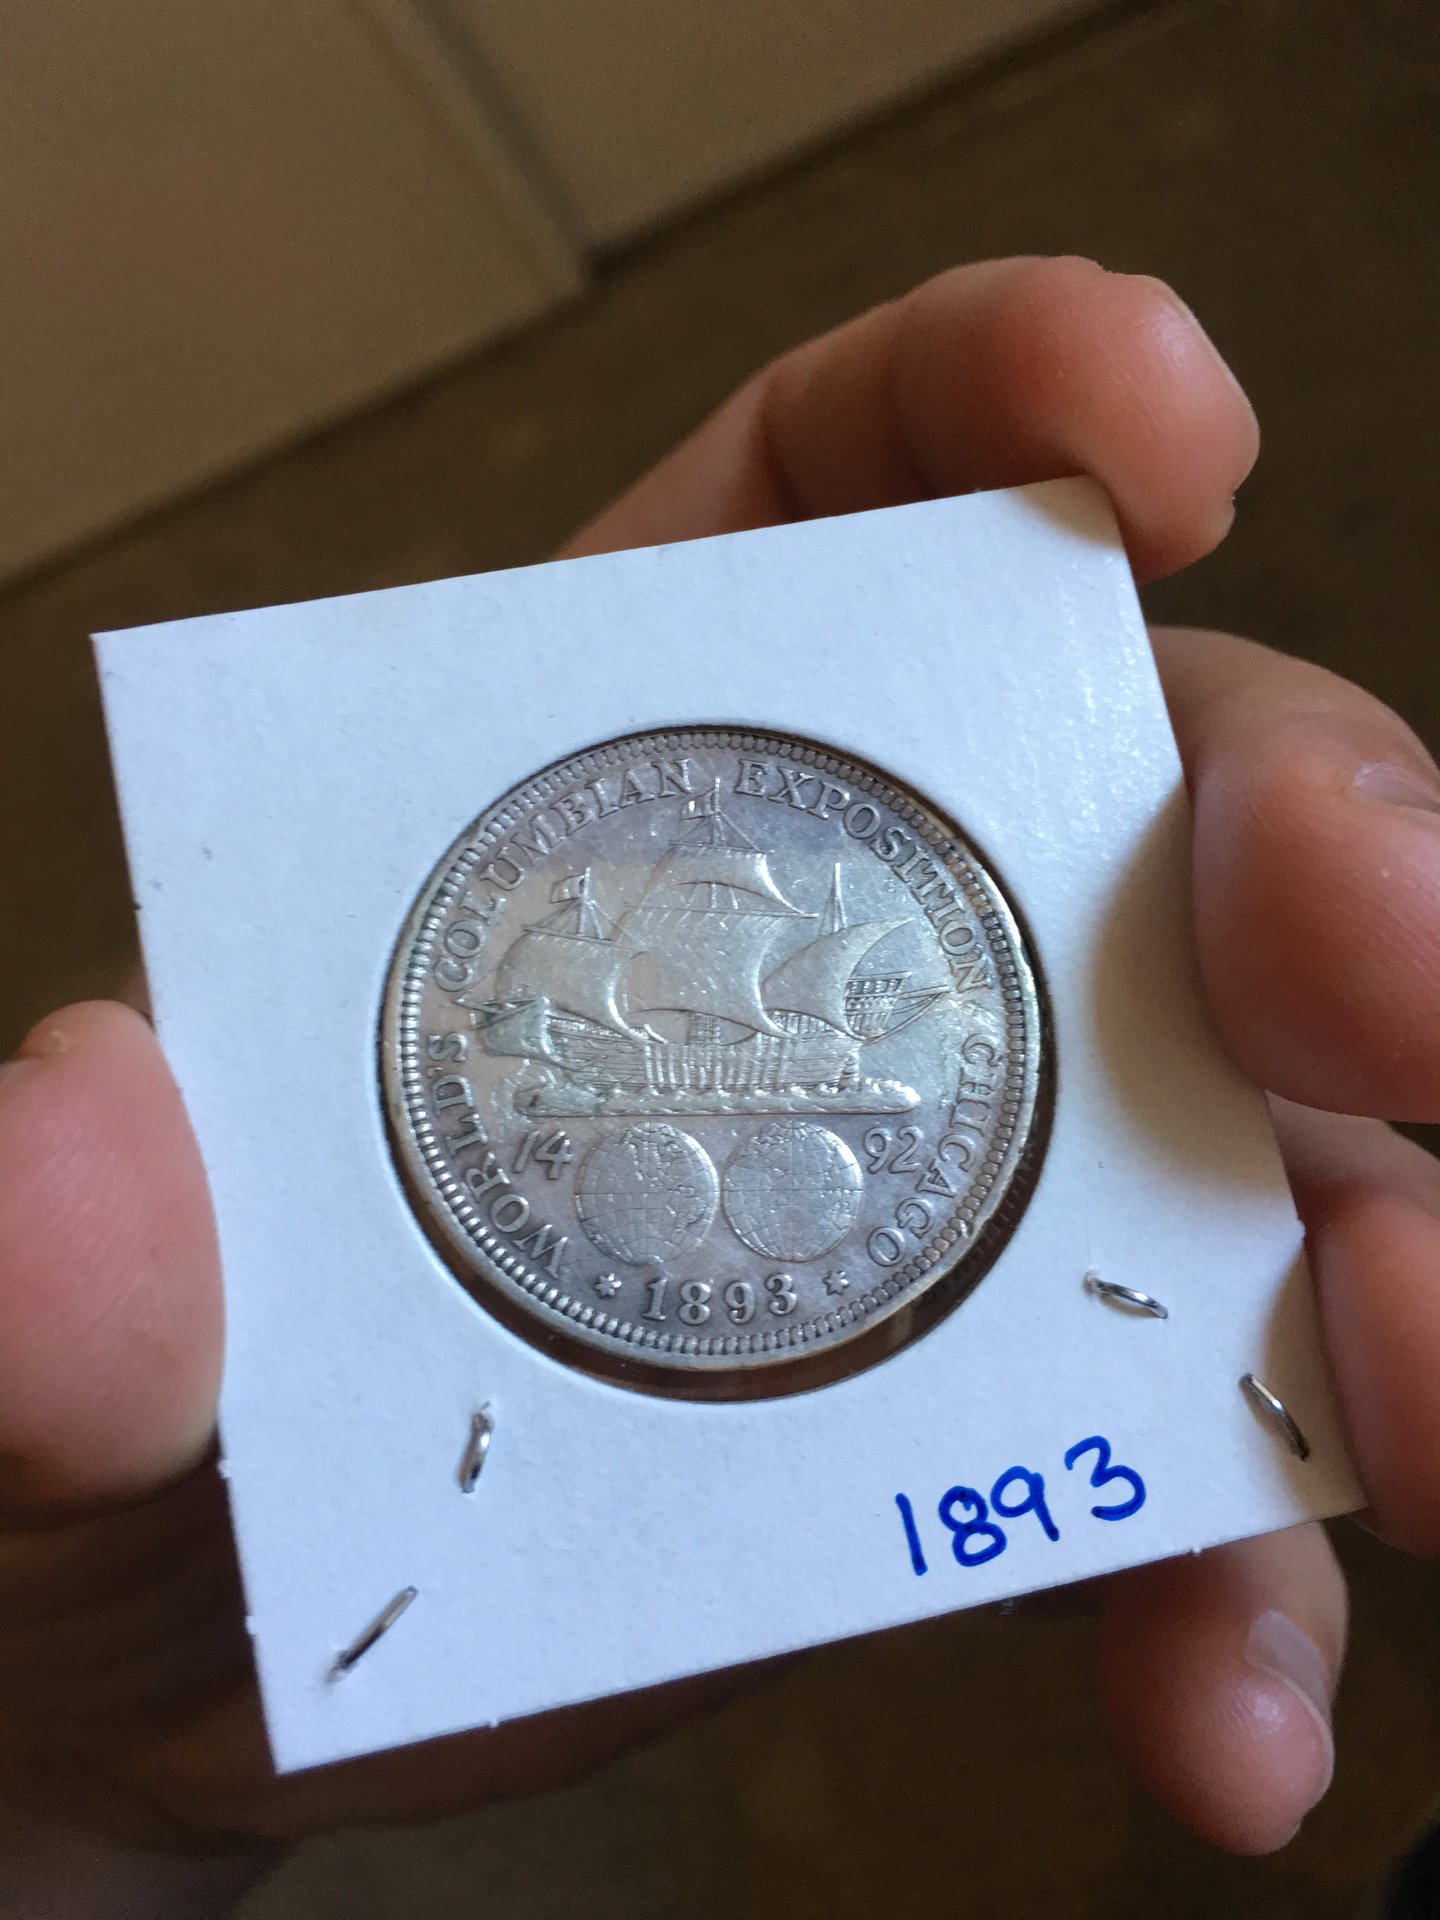 WORLD'S COLUMBIAN EXPOSITION CHICAGO
14 92
* 1893 *
1893